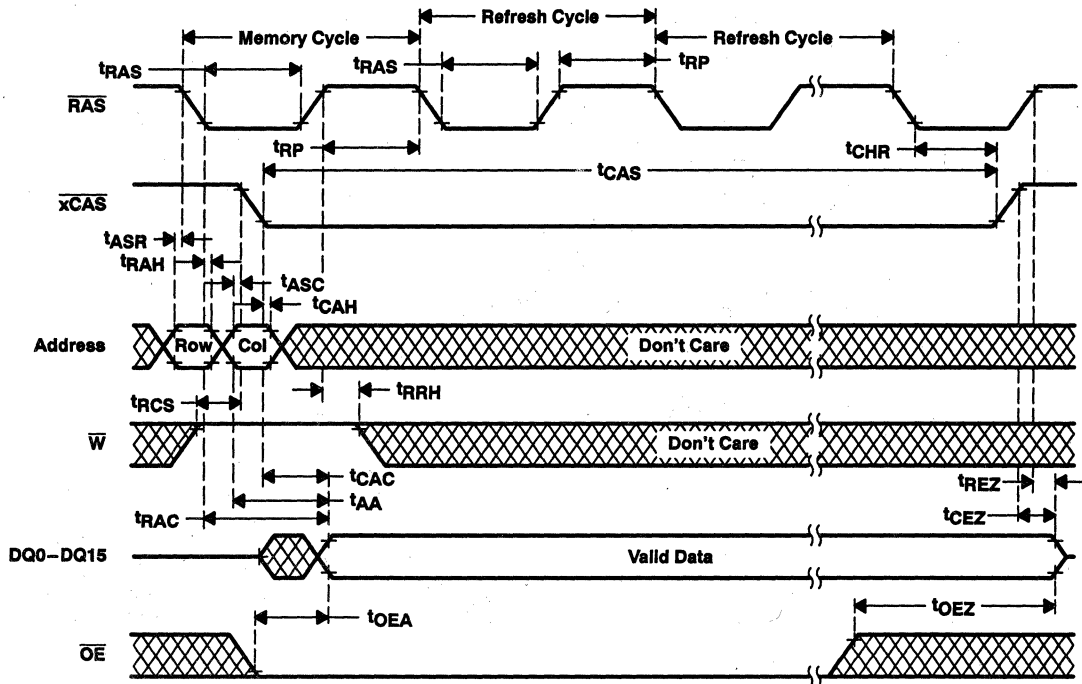 Refresh Cycle
Memory Cycle
Refresh Cycle
tRAS
tRAS
tRP
RAS
tRP
tCHR
tCAS
xCAS
tASR
tRAH
tASC
tCAH
Address
Row
Col
Don't Care
tRRH
tRCS
W
Don't Care
tCAC
tREZ
tAA
tCEZ
tRAC
DQ0–DQ15
Valid Data
tOEA
tOEZ
OE